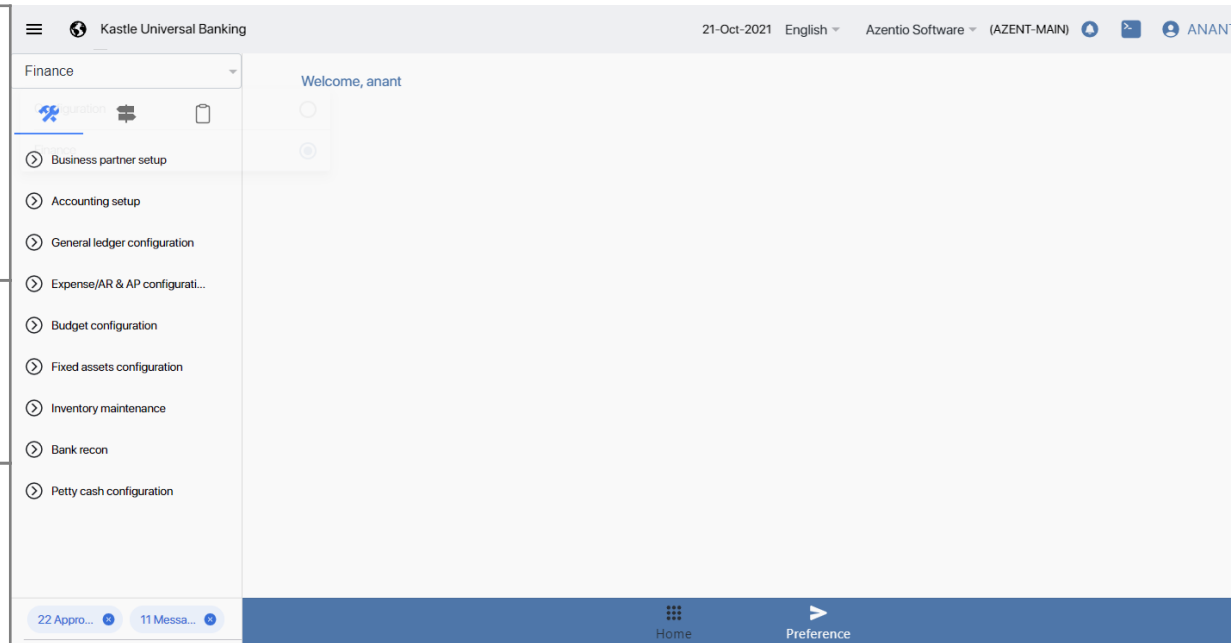 Kastle Universal Banking
21-Oct-2021 English Azentio Software (AZENT-MAIN) ANANT
Finance
Welcome, anant
Business partner setup
Accounting setup
General ledger configuration
Expense/AR & AP configurati...
Budget configuration
Fixed assets configuration
Inventory maintenance
Bank recon
Petty cash configuration
22 Appro... 11 Messa...
Home Preference